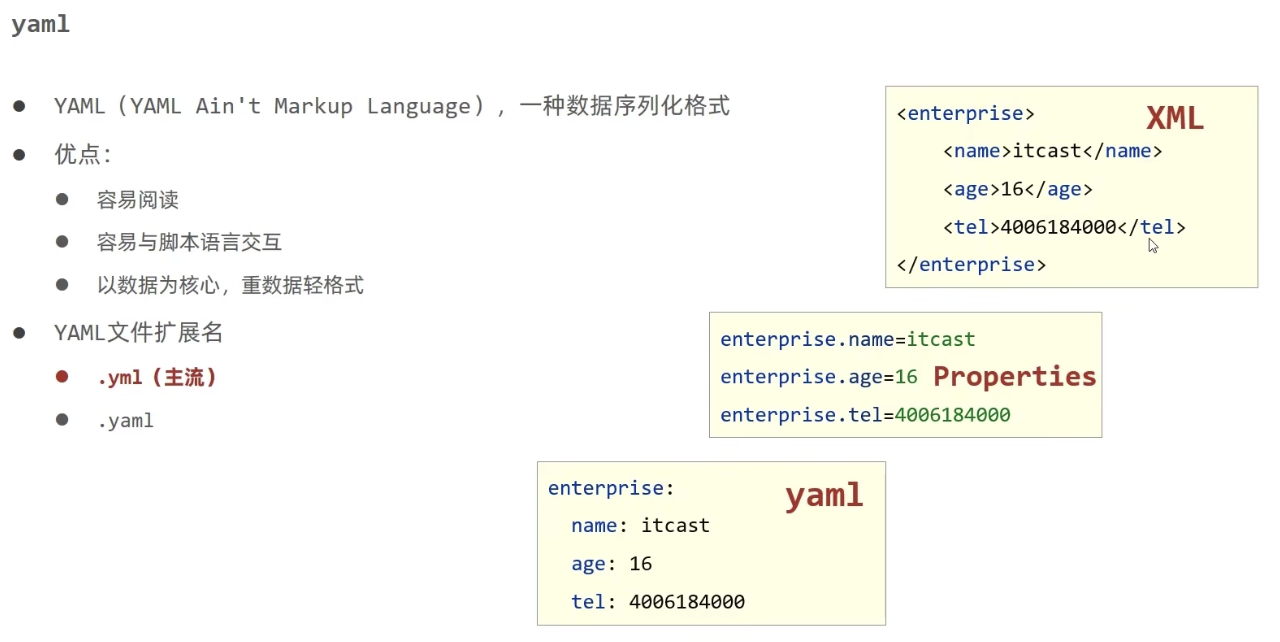 yaml
YAML（YAML Ain't Markup Language），一种数据序列化格式
优点：
容易阅读
容易与脚本语言交互
以数据为核心，重数据轻格式
YAML文件扩展名
.yml（主流）
.yaml
<enterprise>
XML
<name>itcast</name>
<age>16</age>
<tel>4006184000</tel>
</enterprise>
enterprise.name=itcast
enterprise.age=16
Properties
enterprise.tel=4006184000
enterprise:
yaml
name: itcast
age: 16
tel: 4006184000